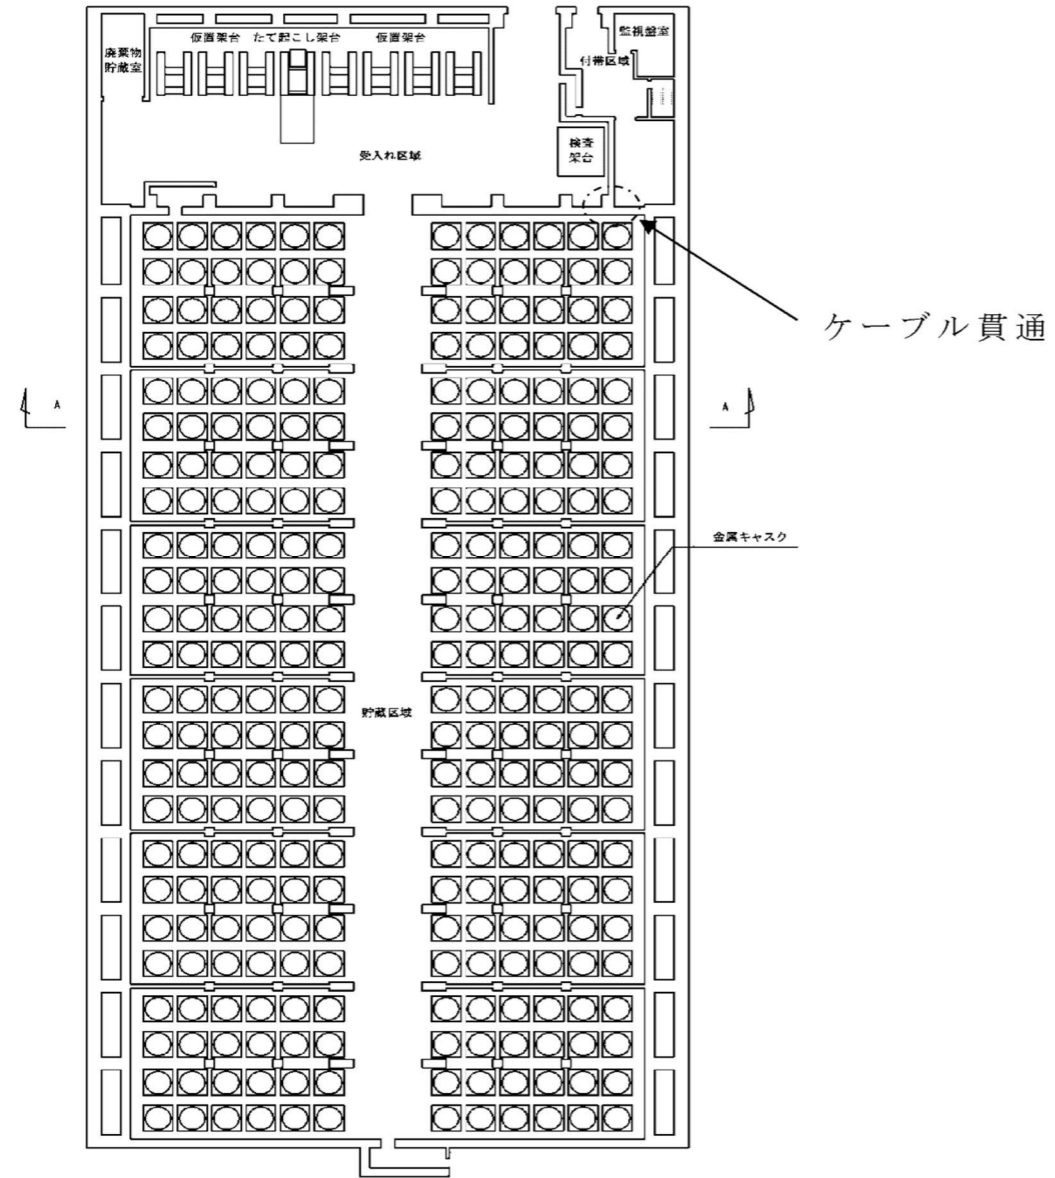 監視盤室
仮置架台 たて起こし架台 仮置架台
廃棄物
貯蔵室
付帯区域
検査
架台
受入れ区域
ケーブル貫通
A
A
金属キャスク
貯蔵区域